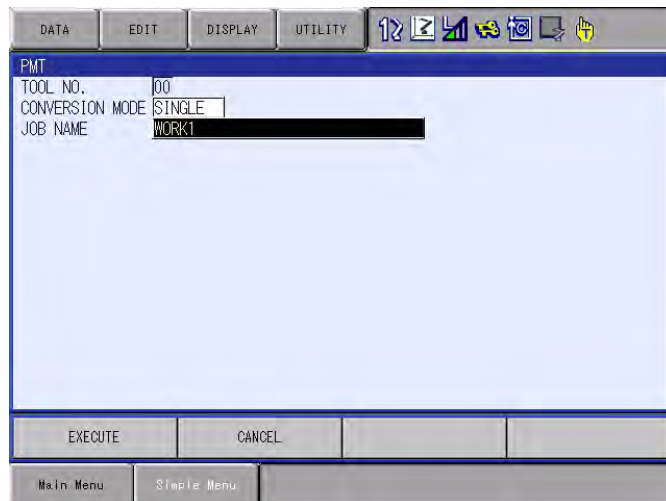 DATA EDIT DISPLAY UTILITY
PMT
TOOL NO. 00
CONVERSION MODE SINGLE
JOB NAME WORK1
EXECUTE CANCEL
Main Menu Simple Menu